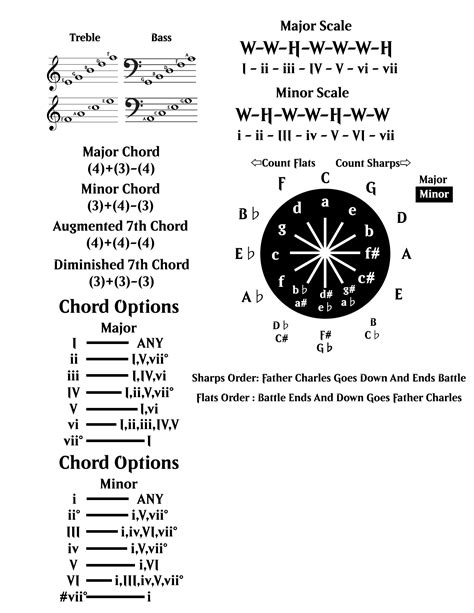 Treble Bass
Major Scale
W-W-H-W-W-W-H
I - ii - iii - IV - V - vi - vii
Minor Scale
W-H-W-W-H-W-W
i - ii - III - iv - V - VI - vii
Major Chord
(4)+(3)-(4)
Minor Chord
(3)+(4)-(3)
Augmented 7th Chord
(4)+(4)-(4)
Diminished 7th Chord
(3)+(3)-(3)
⇦Count Flats Count Sharps⇨
Major
Minor
C
F G
B♭ D
E♭ A
A♭ E
D♭ B
C# C♭
F#
G♭
a
d e
g b
c f#
f c#
b♭ g#
a# a♭
d#
e♭
Chord Options
Major
I ANY
ii I,V,vii°
iii I,IV,vi
IV I,ii,V,vii°
V I,vi
vi I,ii,iii,IV,V
vii° I
Sharps Order: Father Charles Goes Down And Ends Battle
Flats Order : Battle Ends And Down Goes Father Charles
Chord Options
Minor
i ANY
ii° i,V,vii°
III i,iv,VI,vii°
iv i,V,vii°
V i,VI
VI i,III,iv,V,vii°
#vii° i